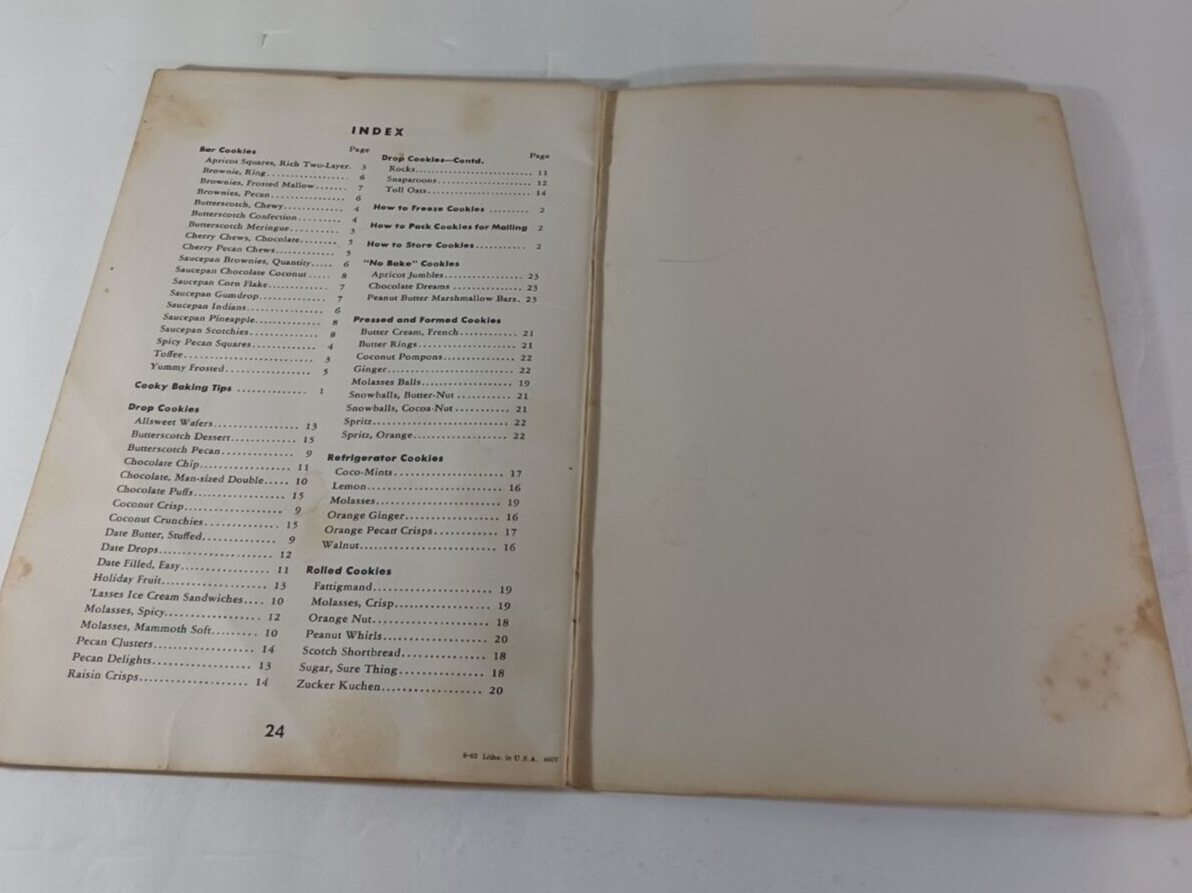 INDEX
Page
Bar Cookies
Apricot Squares, Rich Two-Layer. 3
Brownie, Ring.................. 6
Brownies, Frosted Mallow....... 7
Brownies, Pecan................ 6
Butterscotch, Chewy............ 4
Butterscotch Confection........ 4
Butterscotch Meringue.......... 3
Cherry Chews, Chocolate........ 5
Cherry Pecan Chews............. 5
Saucepan Brownies, Quantity..... 6
Saucepan Chocolate Coconut ..... 8
Saucepan Corn Flake............ 7
Saucepan Gumdrop............... 7
Saucepan Indians............... 6
Saucepan Pineapple............. 8
Saucepan Scotchies............. 8
Spicy Pecan Squares............ 4
Toffee......................... 3
Yummy Frosted.................. 5
Cooky Baking Tips ............. 1
Drop Cookies
Allsweet Wafers................ 13
Butterscotch Dessert........... 15
Butterscotch Pecan............. 9
Chocolate Chip................. 11
Chocolate, Man-sized Double..... 10
Chocolate Puffs................ 15
Coconut Crisp.................. 9
Coconut Crunchies.............. 15
Date Butter, Stuffed........... 9
Date Drops..................... 12
Date Filled, Easy.............. 11
Holiday Fruit.................. 13
'Lasses Ice Cream Sandwiches.... 10
Molasses, Spicy................ 12
Molasses, Mammoth Soft......... 10
Pecan Clusters................. 14
Pecan Delights................. 13
Raisin Crisps.................. 14
Page
Drop Cookies—Contd.
Rocks.......................... 11
Snaparoons..................... 12
Toll Oats...................... 14
How to Freeze Cookies ......... 2
How to Pack Cookies for Mailing 2
How to Store Cookies........... 2
"No Bake" Cookies
Apricot Jumbles................ 23
Chocolate Dreams .............. 23
Peanut Butter Marshmallow Bars. 23
Pressed and Formed Cookies
Butter Cream, French........... 21
Butter Rings................... 21
Coconut Pompons................ 22
Ginger......................... 22
Molasses Balls................. 19
Snowballs, Butter-Nut .......... 21
Snowballs, Cocoa-Nut .......... 21
Spritz......................... 22
Spritz, Orange................. 22
Refrigerator Cookies
Coco-Mints..................... 17
Lemon.......................... 16
Molasses....................... 19
Orange Ginger.................. 16
Orange Pecan Crisps............ 17
Walnut......................... 16
Rolled Cookies
Fattigmand..................... 19
Molasses, Crisp................ 19
Orange Nut..................... 18
Peanut Whirls.................. 20
Scotch Shortbread.............. 18
Sugar, Sure Thing.............. 18
Zucker Kuchen.................. 20
24
Litho. in U.S.A.